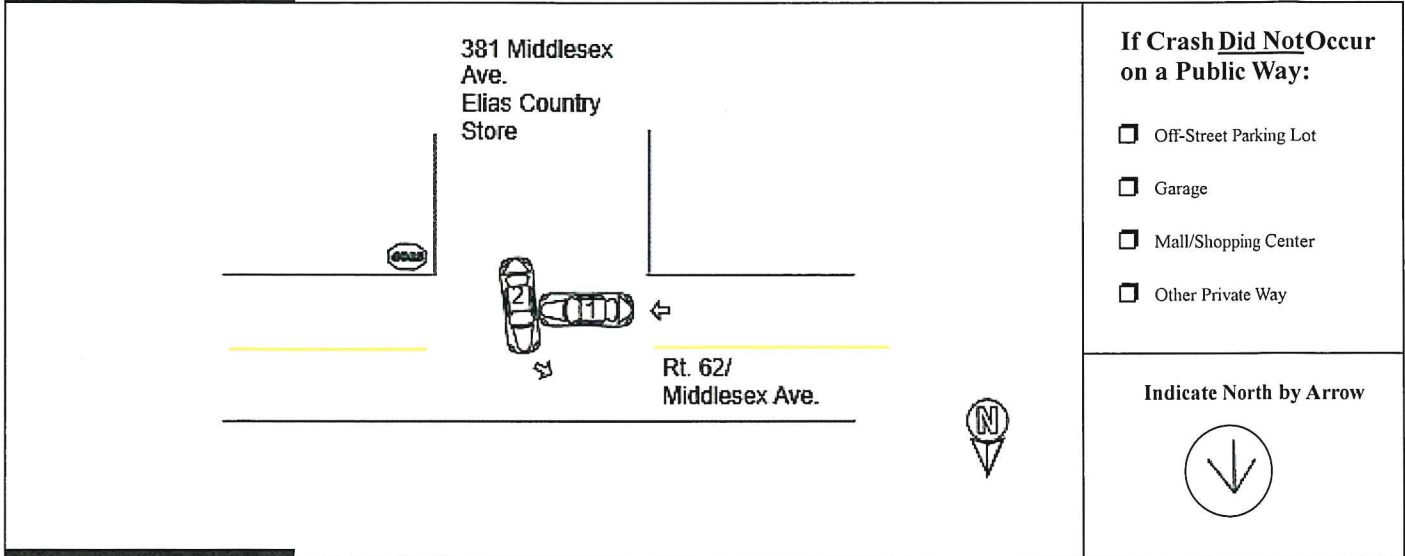 381 Middlesex
Ave.
Elias Country
Store
2
1
Rt. 62/
Middlesex Ave.
N
If Crash Did Not Occur
on a Public Way:
Off-Street Parking Lot
Garage
Mall/Shopping Center
Other Private Way
Indicate North by Arrow